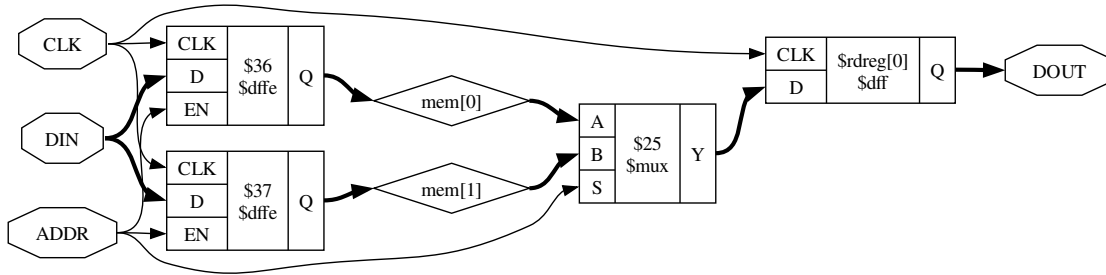 CLK
DIN
ADDR
CLK
D
EN
$36
$dffe
Q
CLK
D
EN
$37
$dffe
Q
mem[0]
mem[1]
A
B
S
$25
$mux
Y
CLK
D
$rdreg[0]
$dff
Q
DOUT